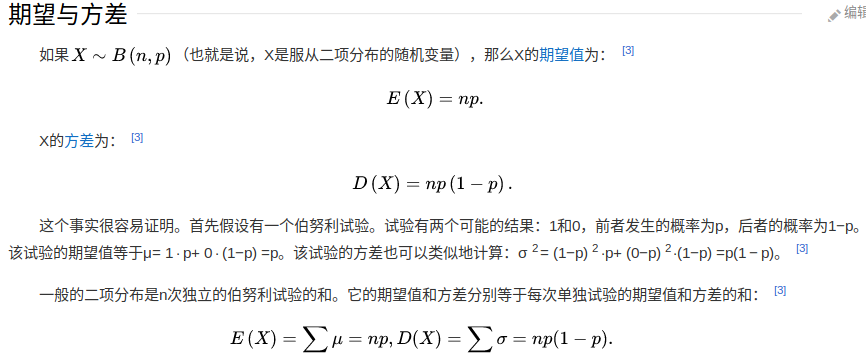 期望与方差 编辑
如果 X ~ B (n, p) (也就是说，X是服从二项分布的随机变量），那么X的期望值为： [3]
E (X) = np.
X的方差为： [3]
D (X) = np (1 − p) .
这个事实很容易证明。首先假设有一个伯努利试验。试验有两个可能的结果：1和0，前者发生的概率为p，后者的概率为1−p。
该试验的期望值等于μ= 1 · p+ 0 · (1−p) =p。该试验的方差也可以类似地计算：σ ²= (1−p) ² ·p+ (0−p) ² ·(1−p) =p(1 − p)。 [3]
一般的二项分布是n次独立的伯努利试验的和。它的期望值和方差分别等于每次单独试验的期望值和方差的和： [3]
E (X) = ∑ μ = np, D(X) = ∑ σ = np(1 − p).